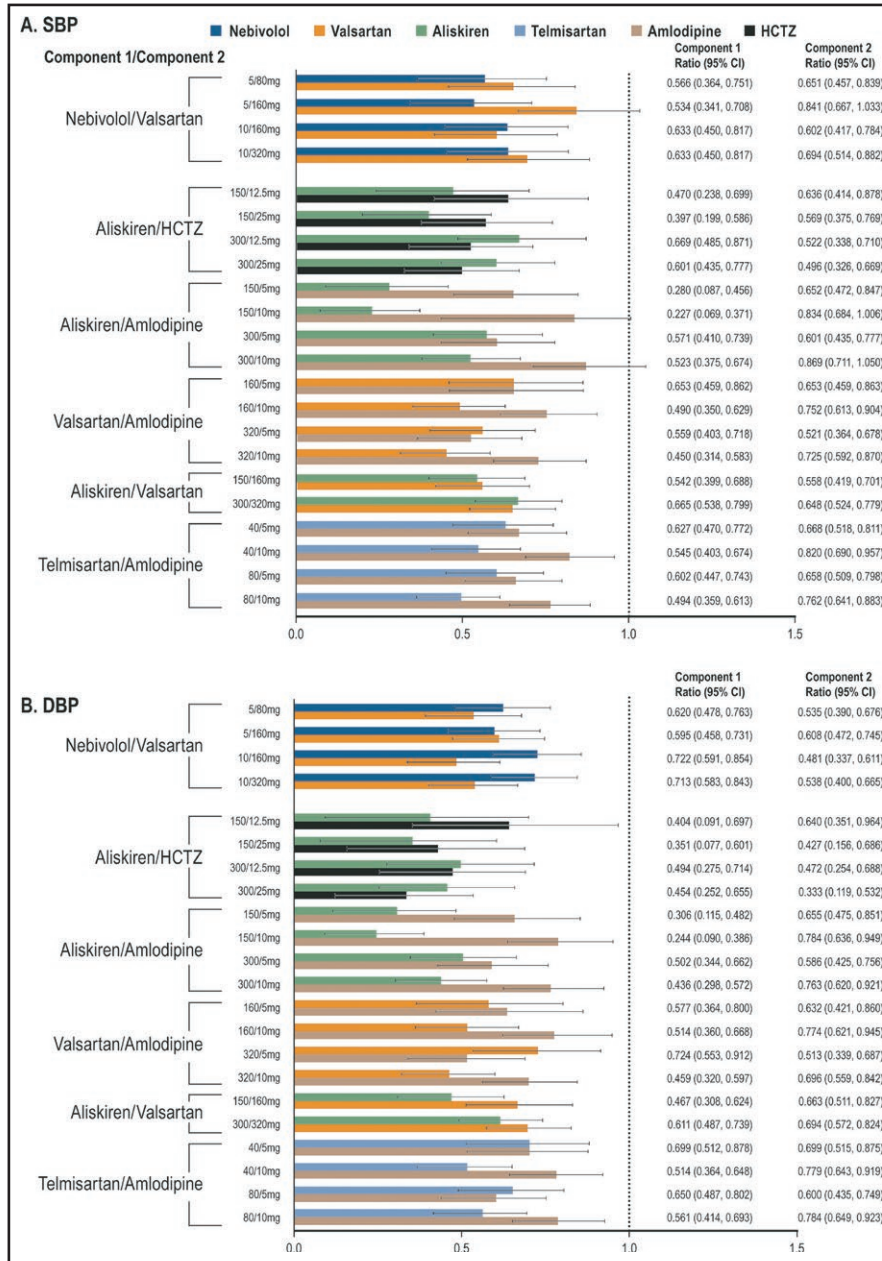 A. SBP
Nebivolol Valsartan Aliskiren Telmisartan Amlodipine HCTZ
Component 1/Component 2
Component 1 Component 2
Ratio (95% CI) Ratio (95% CI)
Nebivolol/Valsartan
5/80mg 0.566 (0.364, 0.751) 0.651 (0.457, 0.839)
5/160mg 0.534 (0.341, 0.708) 0.841 (0.667, 1.033)
10/160mg 0.633 (0.450, 0.817) 0.602 (0.417, 0.784)
10/320mg 0.633 (0.450, 0.817) 0.694 (0.514, 0.882)
Aliskiren/HCTZ
150/12.5mg 0.470 (0.238, 0.699) 0.636 (0.414, 0.878)
150/25mg 0.397 (0.199, 0.586) 0.569 (0.375, 0.769)
300/12.5mg 0.669 (0.485, 0.871) 0.522 (0.338, 0.710)
300/25mg 0.601 (0.435, 0.777) 0.496 (0.326, 0.669)
Aliskiren/Amlodipine
150/5mg 0.280 (0.087, 0.456) 0.652 (0.472, 0.847)
150/10mg 0.227 (0.069, 0.371) 0.834 (0.684, 1.006)
300/5mg 0.571 (0.410, 0.739) 0.601 (0.435, 0.777)
300/10mg 0.523 (0.375, 0.674) 0.869 (0.711, 1.050)
Valsartan/Amlodipine
160/5mg 0.653 (0.459, 0.862) 0.653 (0.459, 0.863)
160/10mg 0.490 (0.350, 0.629) 0.752 (0.613, 0.904)
320/5mg 0.559 (0.403, 0.718) 0.521 (0.364, 0.678)
320/10mg 0.450 (0.314, 0.583) 0.725 (0.592, 0.870)
Aliskiren/Valsartan
150/160mg 0.542 (0.399, 0.688) 0.558 (0.419, 0.701)
300/320mg 0.665 (0.538, 0.799) 0.648 (0.524, 0.779)
Telmisartan/Amlodipine
40/5mg 0.627 (0.470, 0.772) 0.668 (0.518, 0.811)
40/10mg 0.545 (0.403, 0.674) 0.820 (0.690, 0.957)
80/5mg 0.602 (0.447, 0.743) 0.658 (0.509, 0.798)
80/10mg 0.494 (0.359, 0.613) 0.762 (0.641, 0.883)
0.0 0.5 1.0 1.5
B. DBP
Component 1 Component 2
Ratio (95% CI) Ratio (95% CI)
Nebivolol/Valsartan
5/80mg 0.620 (0.478, 0.763) 0.535 (0.390, 0.676)
5/160mg 0.595 (0.458, 0.731) 0.608 (0.472, 0.745)
10/160mg 0.722 (0.591, 0.854) 0.481 (0.337, 0.611)
10/320mg 0.713 (0.583, 0.843) 0.538 (0.400, 0.665)
Aliskiren/HCTZ
150/12.5mg 0.404 (0.091, 0.697) 0.640 (0.351, 0.964)
150/25mg 0.351 (0.077, 0.601) 0.427 (0.156, 0.686)
300/12.5mg 0.494 (0.275, 0.714) 0.472 (0.254, 0.688)
300/25mg 0.454 (0.252, 0.655) 0.333 (0.119, 0.532)
Aliskiren/Amlodipine
150/5mg 0.306 (0.115, 0.482) 0.655 (0.475, 0.851)
150/10mg 0.244 (0.090, 0.386) 0.784 (0.636, 0.949)
300/5mg 0.502 (0.344, 0.662) 0.586 (0.425, 0.756)
300/10mg 0.436 (0.298, 0.572) 0.763 (0.620, 0.921)
Valsartan/Amlodipine
160/5mg 0.577 (0.364, 0.800) 0.632 (0.421, 0.860)
160/10mg 0.514 (0.360, 0.668) 0.774 (0.621, 0.945)
320/5mg 0.724 (0.553, 0.912) 0.513 (0.339, 0.687)
320/10mg 0.459 (0.320, 0.597) 0.696 (0.559, 0.842)
Aliskiren/Valsartan
150/160mg 0.467 (0.308, 0.624) 0.663 (0.511, 0.827)
300/320mg 0.611 (0.487, 0.739) 0.694 (0.572, 0.824)
Telmisartan/Amlodipine
40/5mg 0.699 (0.512, 0.878) 0.699 (0.515, 0.875)
40/10mg 0.514 (0.364, 0.648) 0.779 (0.643, 0.919)
80/5mg 0.650 (0.487, 0.802) 0.600 (0.435, 0.749)
80/10mg 0.561 (0.414, 0.693) 0.784 (0.649, 0.923)
0.0 0.5 1.0 1.5